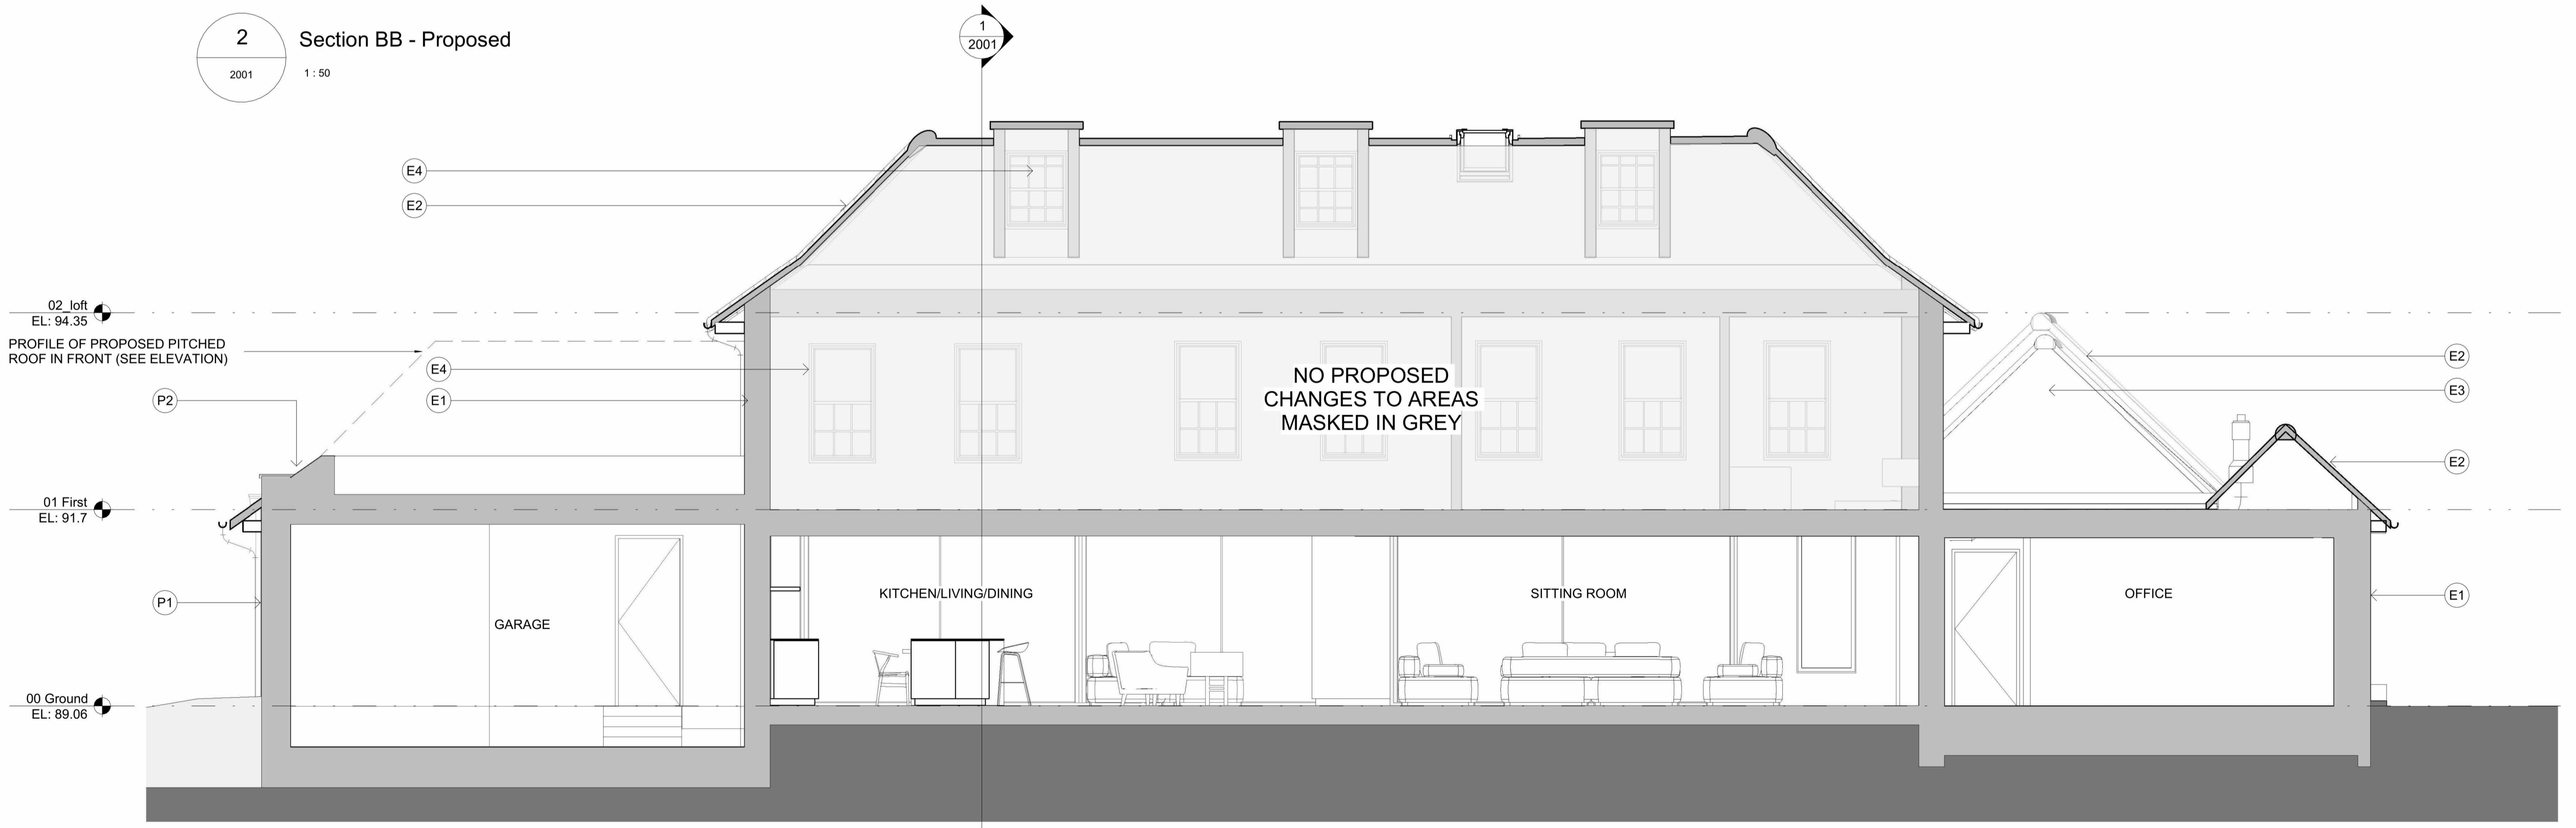 2
2001
Section BB - Proposed
1 : 50
1
2001
E4
E2
02_loft
EL: 94.35
PROFILE OF PROPOSED PITCHED
ROOF IN FRONT (SEE ELEVATION)
E4
P2
E1
NO PROPOSED
CHANGES TO AREAS
MASKED IN GREY
E2
E3
E2
01 First
EL: 91.7
P1
GARAGE
KITCHEN/LIVING/DINING
SITTING ROOM
OFFICE
E1
00 Ground
EL: 89.06